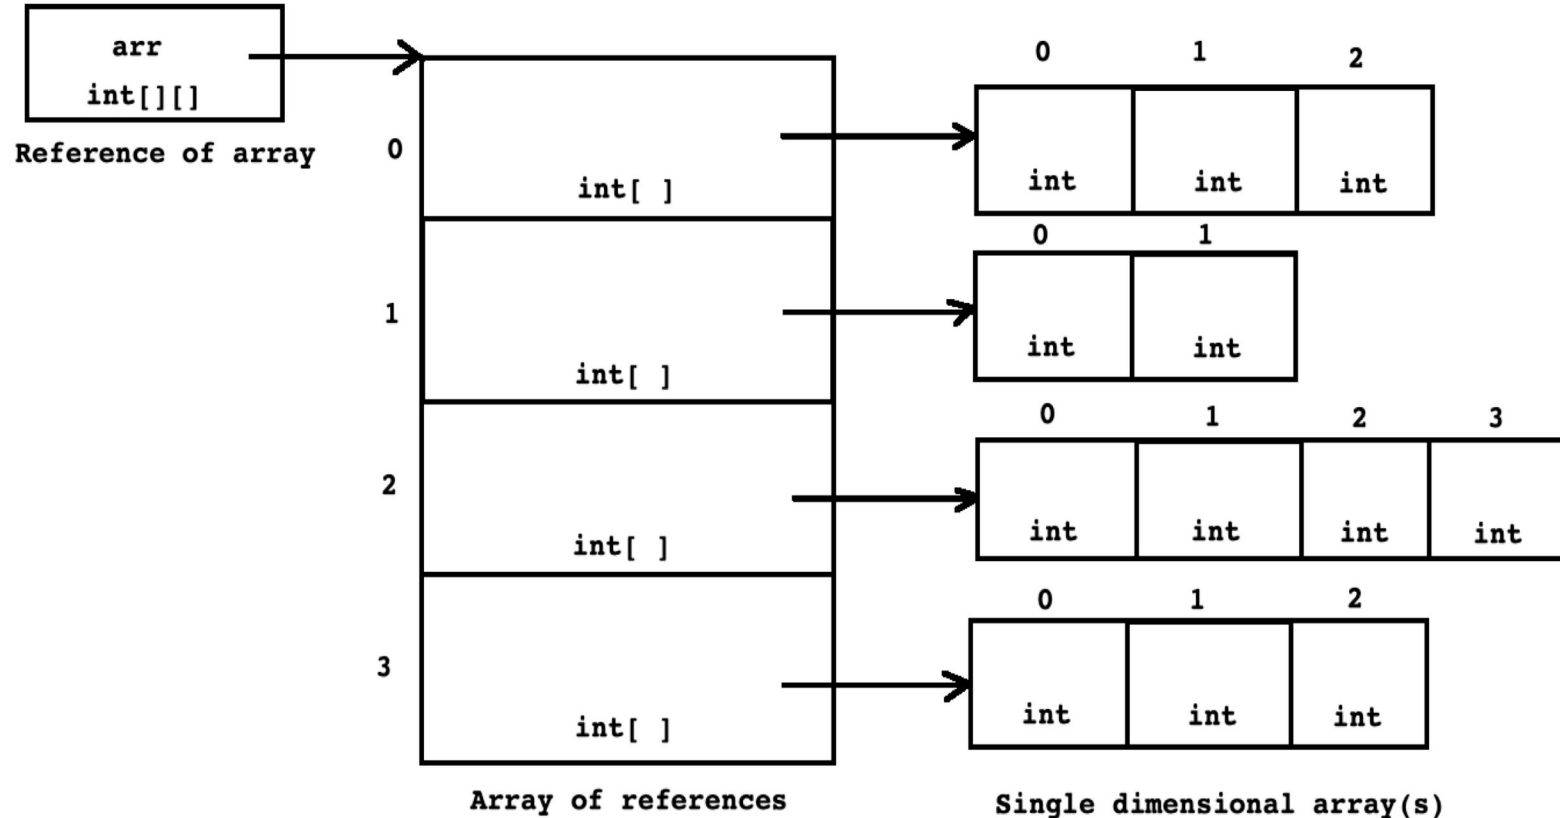 arr
int[][]
Reference of array
0
int[ ]
0 1 2
int int int
1
int[ ]
0 1
int int
2
int[ ]
0 1 2 3
int int int int
3
int[ ]
0 1 2
int int int
Array of references
Single dimensional array(s)